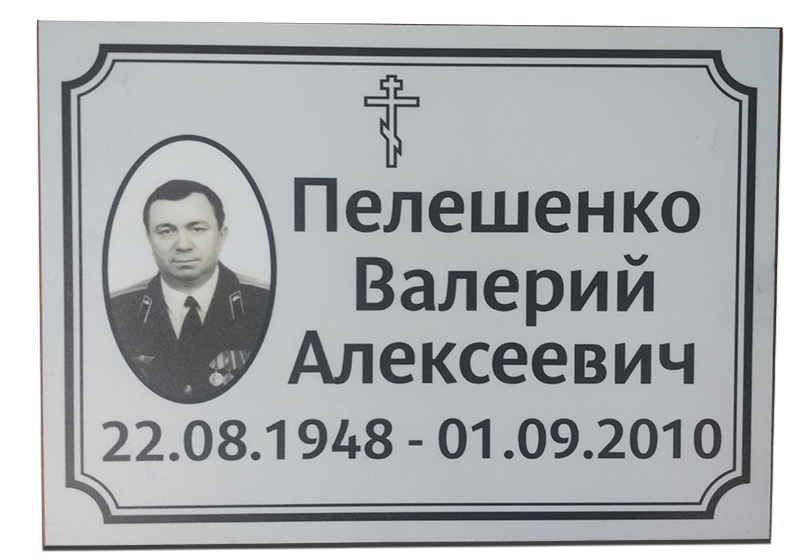 Пелешенко
Валерий
Алексеевич
22.08.1948 - 01.09.2010